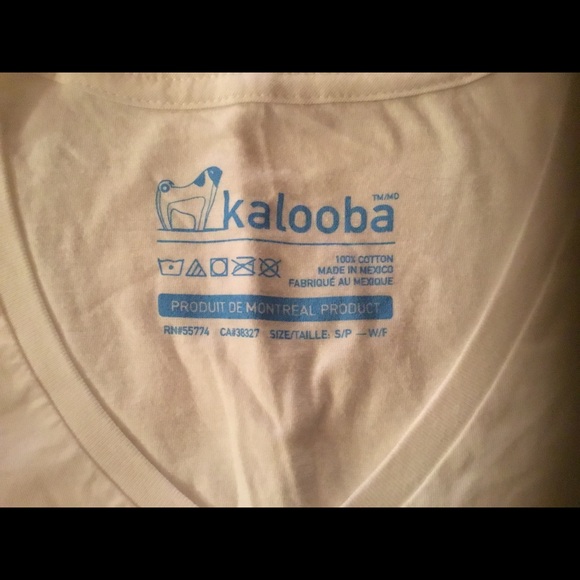 kalooba TM/MD
100% COTTON
MADE IN MEXICO
FABRIQUÉ AU MEXIQUE
PRODUIT DE MONTREAL PRODUCT
RN#55774 CA#38327 SIZE/TAILLE: S/P — W/F